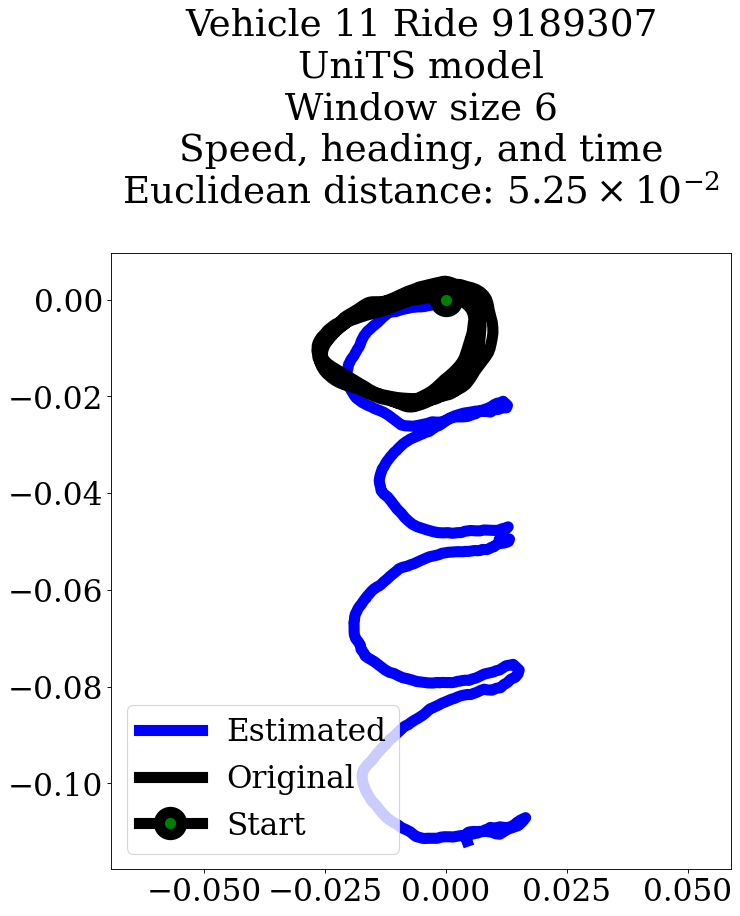 Vehicle 11 Ride 9189307
UniTS model
Window size 6
Speed, heading, and time
Euclidean distance: 5.25 × 10⁻²
0.00
−0.02
−0.04
−0.06
−0.08
−0.10
Estimated
Original
Start
−0.050 −0.025 0.000 0.025 0.050